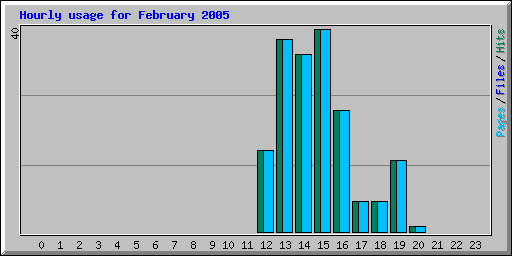 Hourly usage for February 2005
40
Pages / Files / Hits
0 1 2 3 4 5 6 7 8 9 10 11 12 13 14 15 16 17 18 19 20 21 22 23